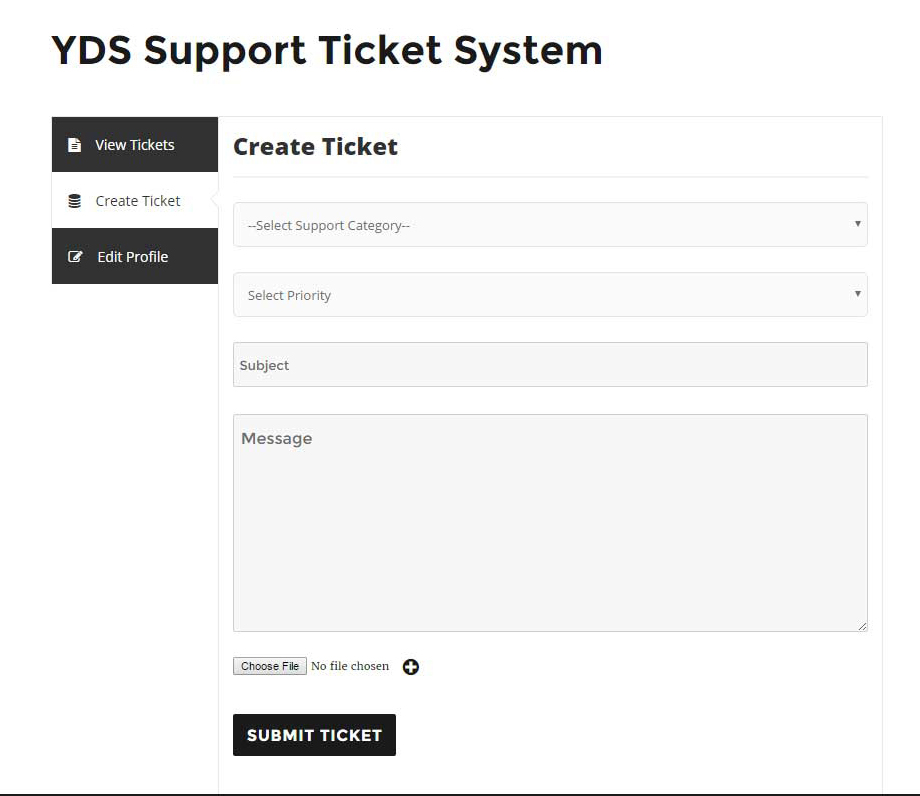 YDS Support Ticket System
View Tickets
Create Ticket
Edit Profile
Create Ticket
--Select Support Category--
Select Priority
Subject
Message
Choose File No file chosen
SUBMIT TICKET